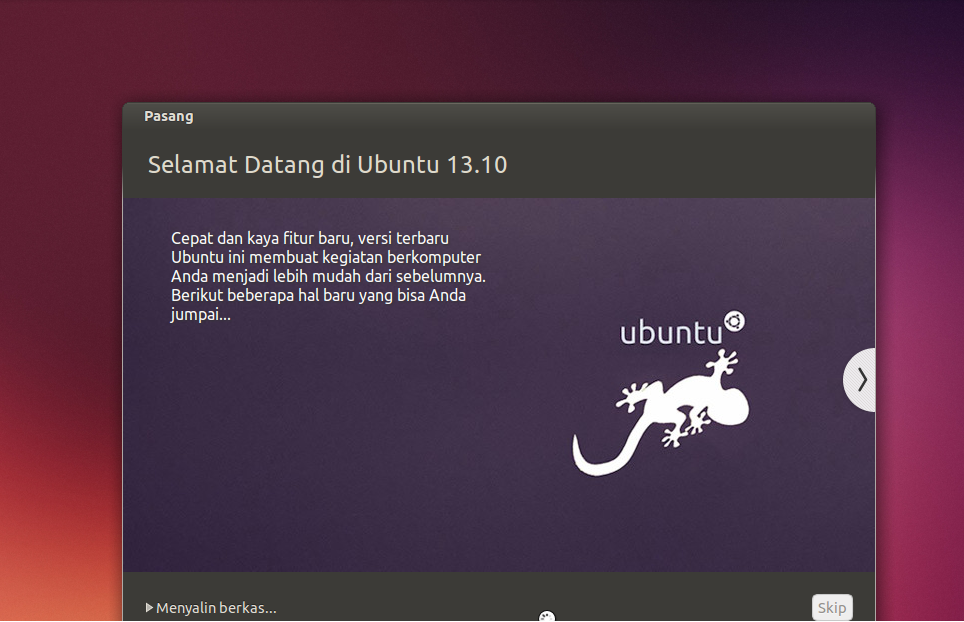 Pasang
Selamat Datang di Ubuntu 13.10
Cepat dan kaya fitur baru, versi terbaru
Ubuntu ini membuat kegiatan berkomputer
Anda menjadi lebih mudah dari sebelumnya.
Berikut beberapa hal baru yang bisa Anda
jumpai...
ubuntu
Menyalin berkas...
Skip